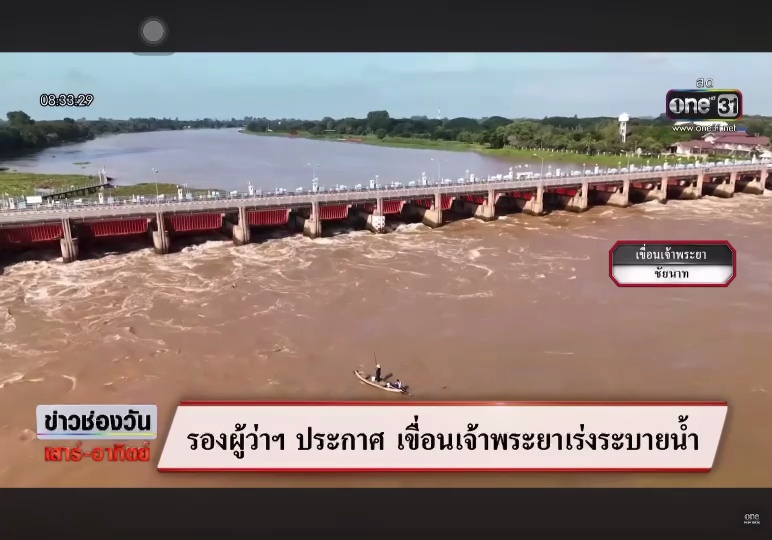 08:33:29
สด
one 31
www.one31.net
เขื่อนเจ้าพระยา
ชัยนาท
ข่าวช่องวัน
เสาร์-อาทิตย์
รองผู้ว่าฯ ประกาศ เขื่อนเจ้าพระยาเร่งระบายน้ำ
one